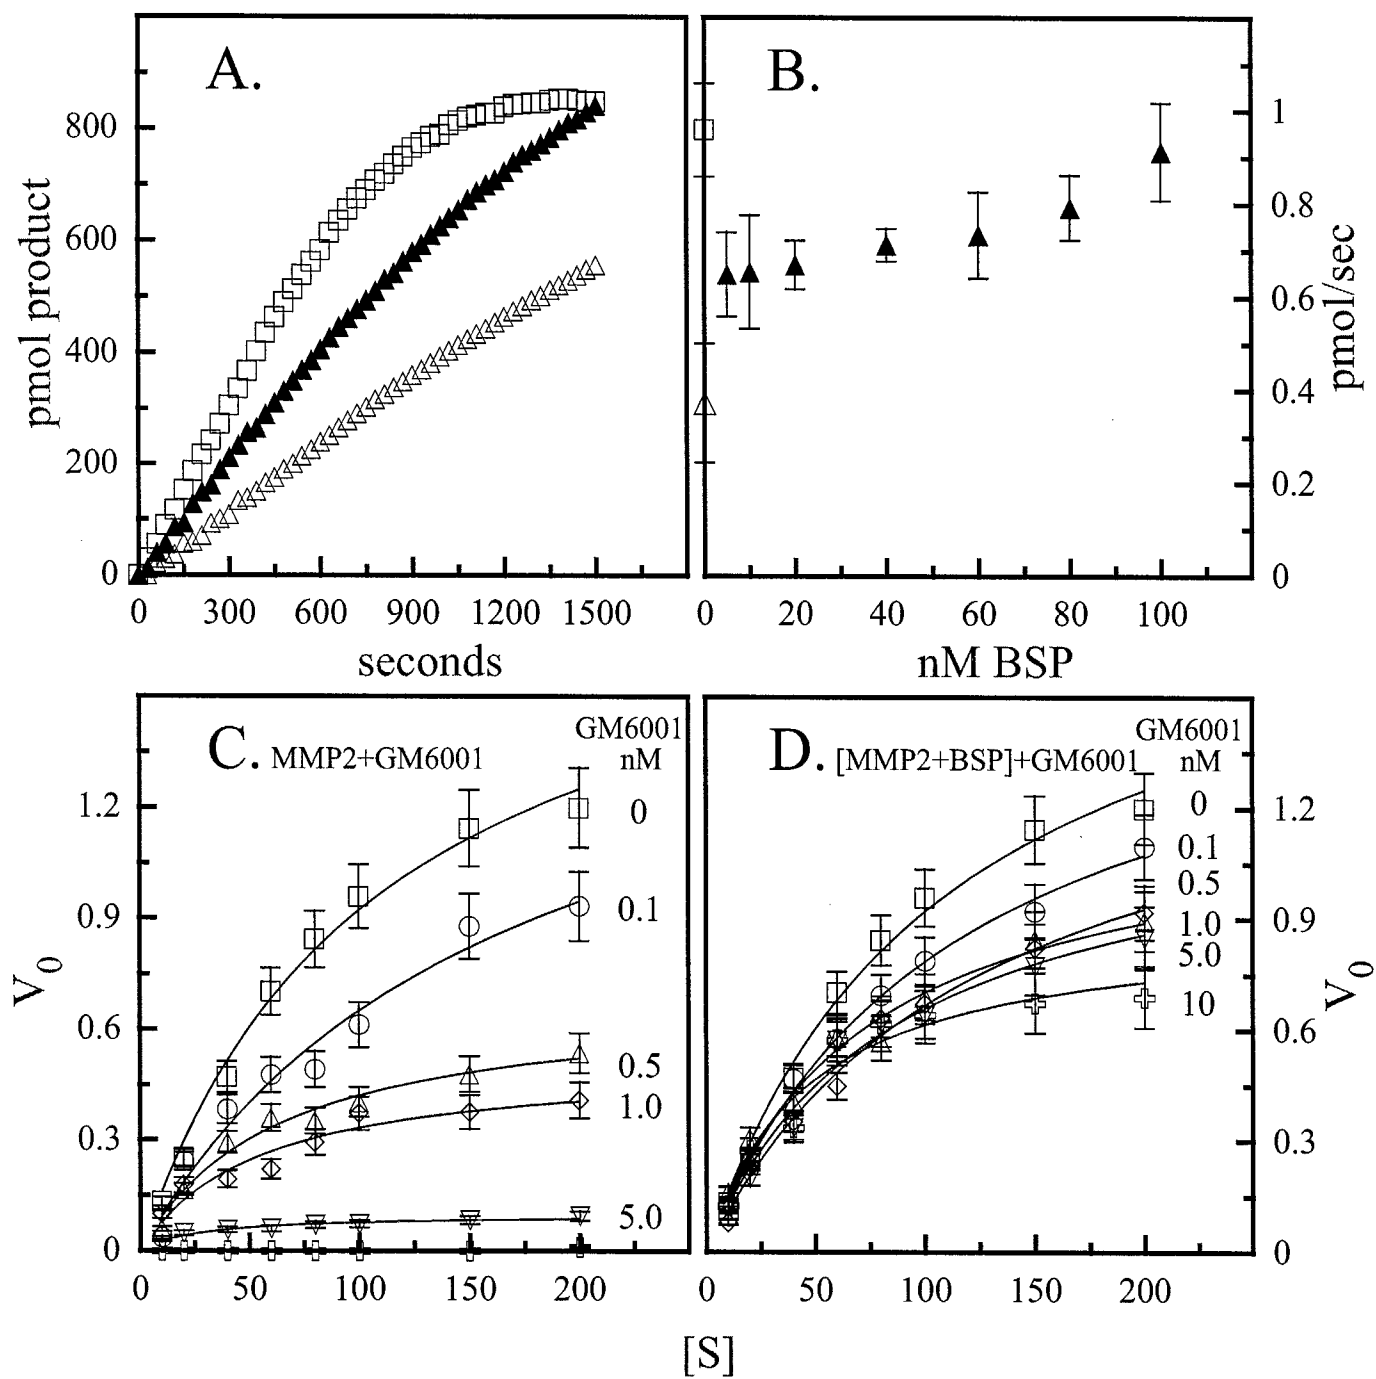 A.
800
600
400
200
0
pmol product
0 300 600 900 1200 1500
seconds
B.
1
0.8
0.6
0.4
0.2
0
pmol/sec
0 20 40 60 80 100
nM BSP
C. MMP2+GM6001
GM6001
nM
0
0.1
0.5
1.0
5.0
1.2
0.9
0.6
0.3
0
V0
0 50 100 150 200
D. [MMP2+BSP]+GM6001
GM6001
nM
0
0.1
0.5
1.0
5.0
10
1.2
0.9
0.6
0.3
0
V0
0 50 100 150 200
[S]